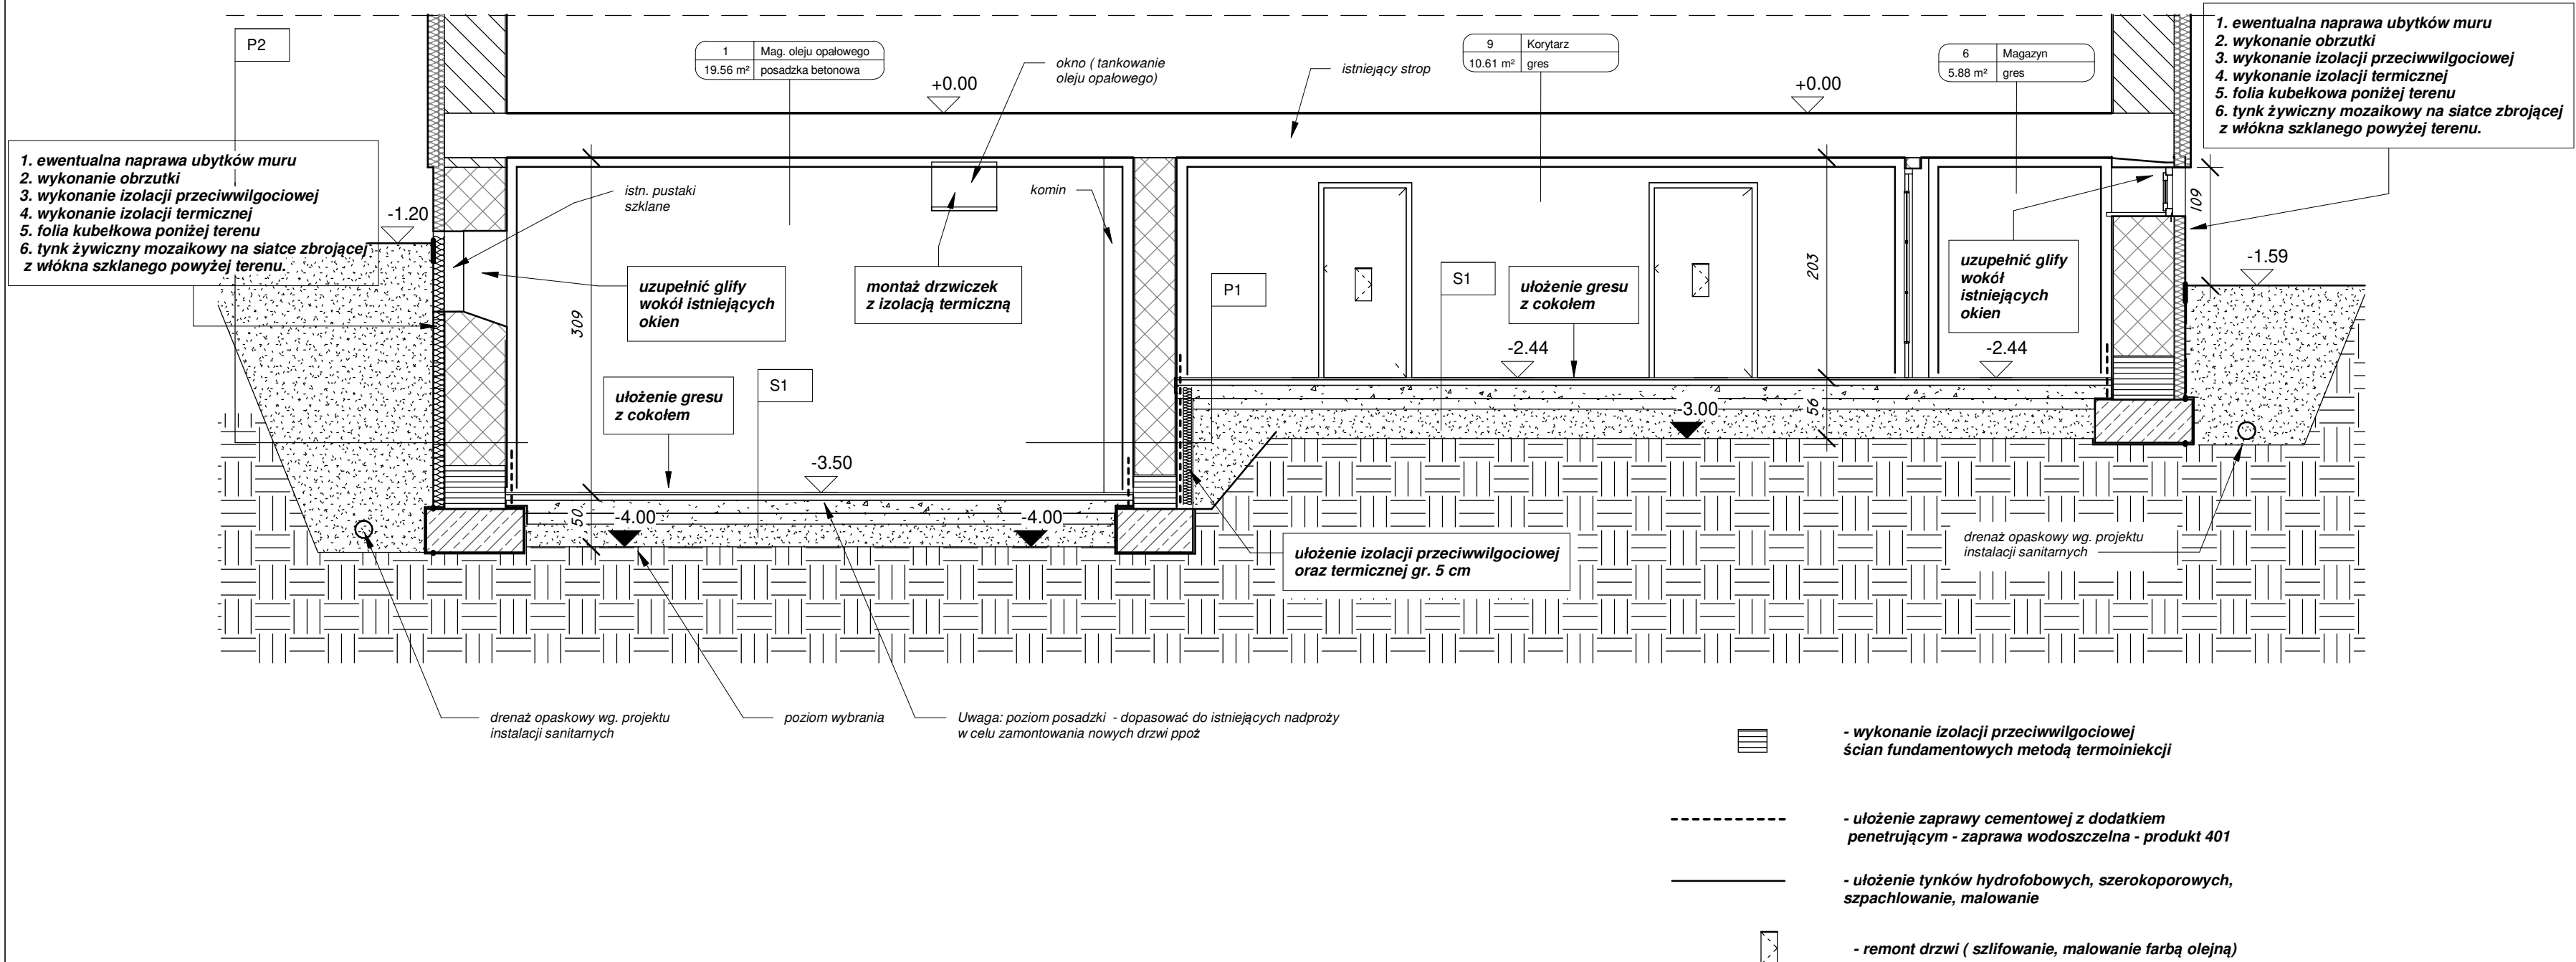 P2
1 Mag. oleju opałowego
19.56 m² posadzka betonowa
okno ( tankowanie
oleju opałowego)
istniejący strop
9 Korytarz
10.61 m² gres
6 Magazyn
5.88 m² gres
1. ewentualna naprawa ubytków muru
2. wykonanie obrzutki
3. wykonanie izolacji przeciwwilgociowej
4. wykonanie izolacji termicznej
5. folia kubełkowa poniżej terenu
6. tynk żywiczny mozaikowy na siatce zbrojącej
z włókna szklanego powyżej terenu.
+0.00
+0.00
1. ewentualna naprawa ubytków muru
2. wykonanie obrzutki
3. wykonanie izolacji przeciwwilgociowej
4. wykonanie izolacji termicznej
5. folia kubełkowa poniżej terenu
6. tynk żywiczny mozaikowy na siatce zbrojącej
z włókna szklanego powyżej terenu.
-1.20
istn. pustaki
szklane
komin
109
-1.59
uzupełnić glify
wokół istniejących
okien
montaż drzwiczek
z izolacją termiczną
P1
S1
ułożenie gresu
z cokołem
203
uzupełnić glify
wokół
istniejących
okien
309
-2.44
-2.44
ułożenie gresu
z cokołem
S1
-3.00
56
-3.50
50
-4.00
-4.00
ułożenie izolacji przeciwwilgociowej
oraz termicznej gr. 5 cm
drenaż opaskowy wg. projektu
instalacji sanitarnych
drenaż opaskowy wg. projektu
instalacji sanitarnych
poziom wybrania
Uwaga: poziom posadzki - dopasować do istniejących nadproży
w celu zamontowania nowych drzwi ppoż
- wykonanie izolacji przeciwwilgociowej
ścian fundamentowych metodą termoiniekcji
- ułożenie zaprawy cementowej z dodatkiem
penetrującym - zaprawa wodoszczelna - produkt 401
- ułożenie tynków hydrofobowych, szerokoporowych,
szpachlowanie, malowanie
- remont drzwi ( szlifowanie, malowanie farbą olejną)